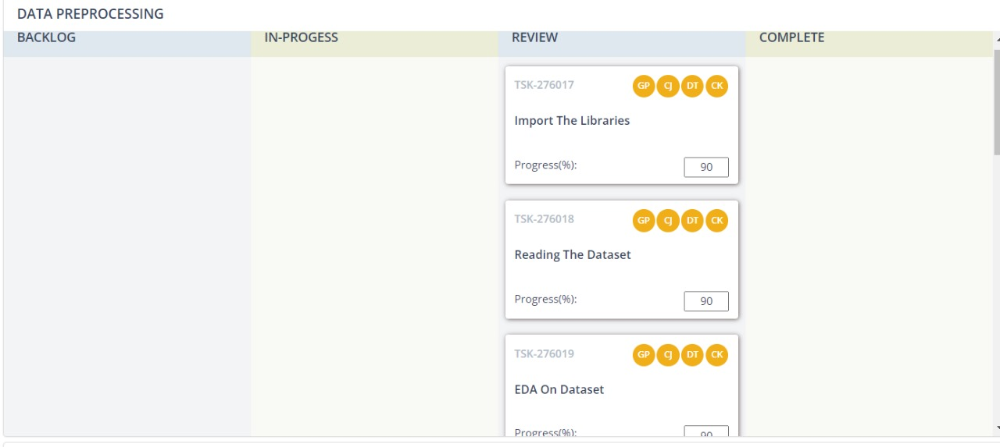 DATA PREPROCESSING
BACKLOG IN-PROGESS REVIEW COMPLETE
TSK-276017 GP CJ DT CK
Import The Libraries
Progress(%): 90
TSK-276018 GP CJ DT CK
Reading The Dataset
Progress(%): 90
TSK-276019 GP CJ DT CK
EDA On Dataset
Progress(%): 90